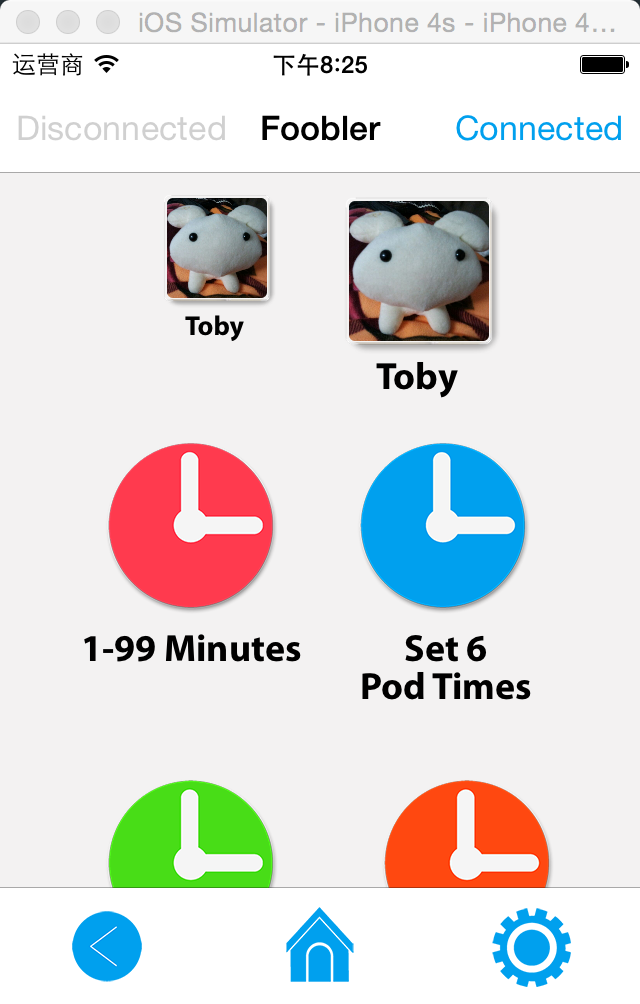 iOS Simulator - iPhone 4s - iPhone 4...
运营商 下午8:25
Disconnected Foobler Connected
Toby
Toby
1-99 Minutes
Set 6
Pod Times